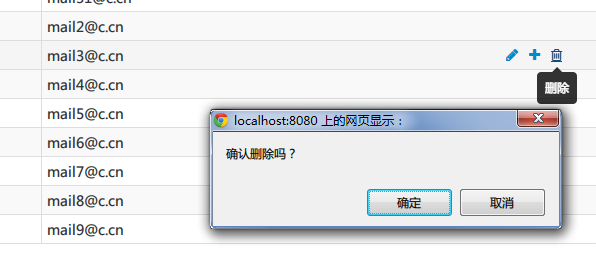 mail31@c.cn
mail2@c.cn
mail3@c.cn
删除
mail4@c.cn
mail5@c.cn
mail6@c.cn
mail7@c.cn
mail8@c.cn
mail9@c.cn
localhost:8080 上的网页显示：
确认删除吗？
确定
取消